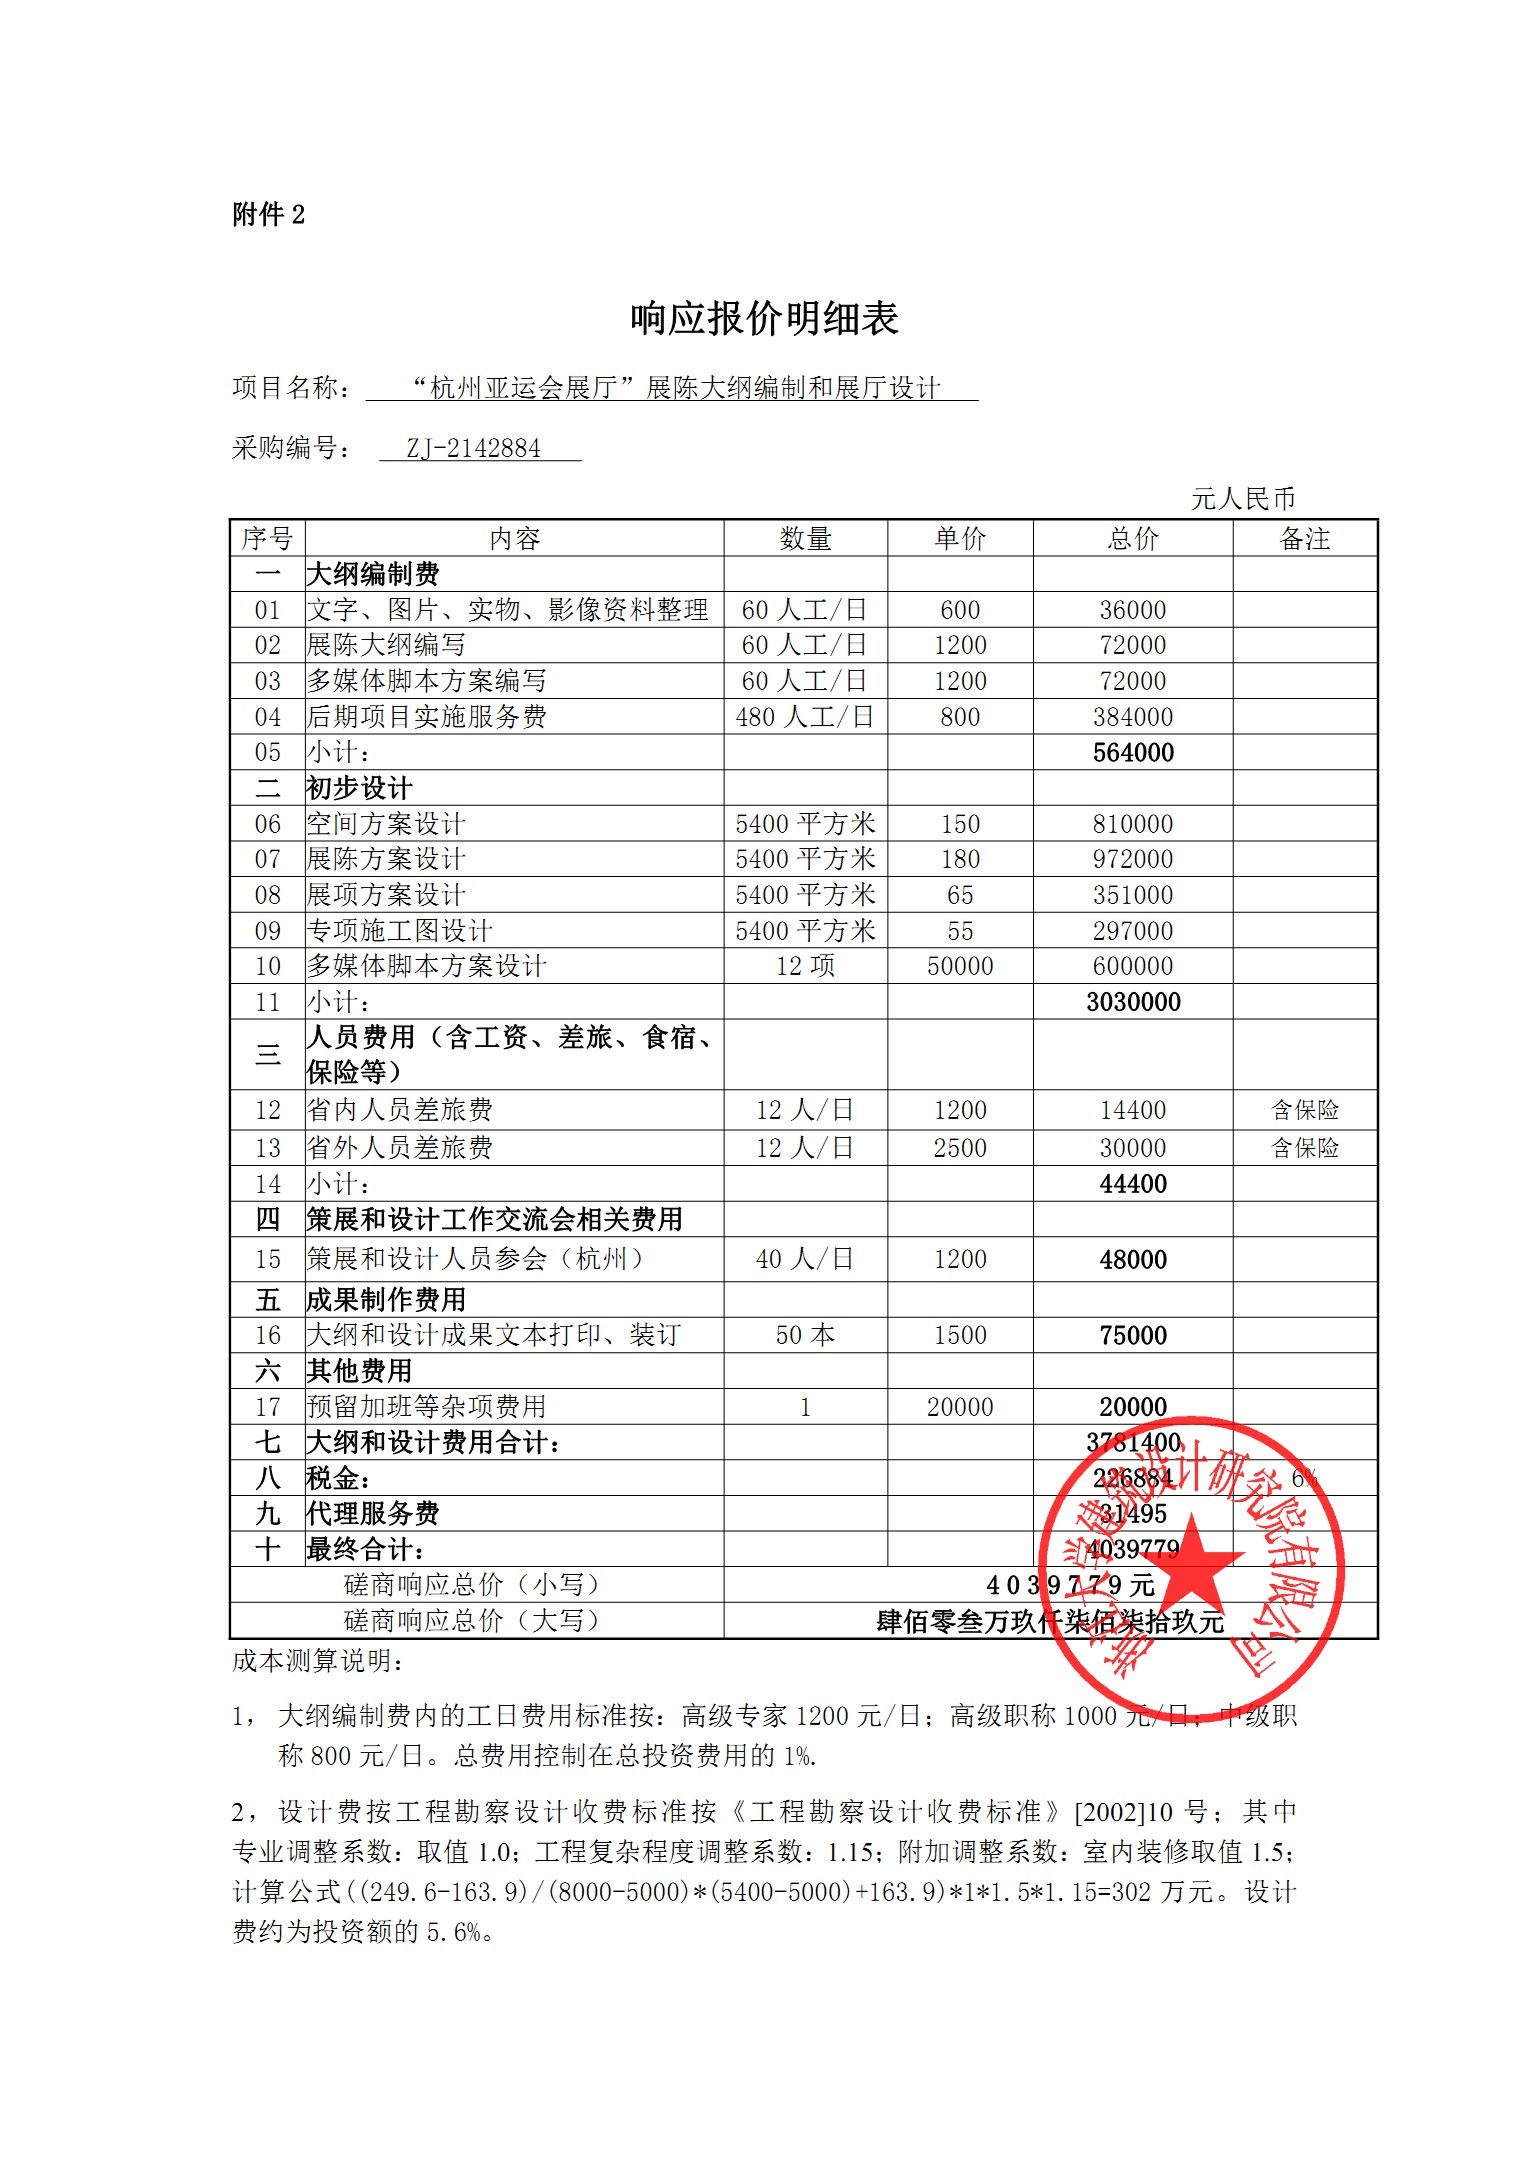 附件 2
响应报价明细表
项目名称： “杭州亚运会展厅”展陈大纲编制和展厅设计
采购编号： ZJ-2142884
元人民币
序号 内容 数量 单价 总价 备注
一 大纲编制费
01 文字、图片、实物、影像资料整理 60 人工/日 600 36000
02 展陈大纲编写 60 人工/日 1200 72000
03 多媒体脚本方案编写 60 人工/日 1200 72000
04 后期项目实施服务费 480 人工/日 800 384000
05 小计： 564000
二 初步设计
06 空间方案设计 5400 平方米 150 810000
07 展陈方案设计 5400 平方米 180 972000
08 展项方案设计 5400 平方米 65 351000
09 专项施工图设计 5400 平方米 55 297000
10 多媒体脚本方案设计 12 项 50000 600000
11 小计： 3030000
三 人员费用（含工资、差旅、食宿、
保险等）
12 省内人员差旅费 12 人/日 1200 14400 含保险
13 省外人员差旅费 12 人/日 2500 30000 含保险
14 小计： 44400
四 策展和设计工作交流会相关费用
15 策展和设计人员参会（杭州） 40 人/日 1200 48000
五 成果制作费用
16 大纲和设计成果文本打印、装订 50 本 1500 75000
六 其他费用
17 预留加班等杂项费用 1 20000 20000
七 大纲和设计费用合计： 3781400
八 税金： 226884 6%
九 代理服务费 31495
十 最终合计： 4039779
磋商响应总价（小写） 4039779元
磋商响应总价（大写） 肆佰零叁万玖仟柒佰柒拾玖元
浙江大学建筑设计研究院有限公司
成本测算说明：
1， 大纲编制费内的工日费用标准按：高级专家 1200 元/日；高级职称 1000 元/日；中级职
称 800 元/日。总费用控制在总投资费用的 1%.
2，设计费按工程勘察设计收费标准按《工程勘察设计收费标准》[2002]10 号；其中
专业调整系数：取值 1.0；工程复杂程度调整系数：1.15；附加调整系数：室内装修取值 1.5；
计算公式((249.6-163.9)/(8000-5000)*(5400-5000)+163.9)*1*1.5*1.15=302 万元。设计
费约为投资额的 5.6%。